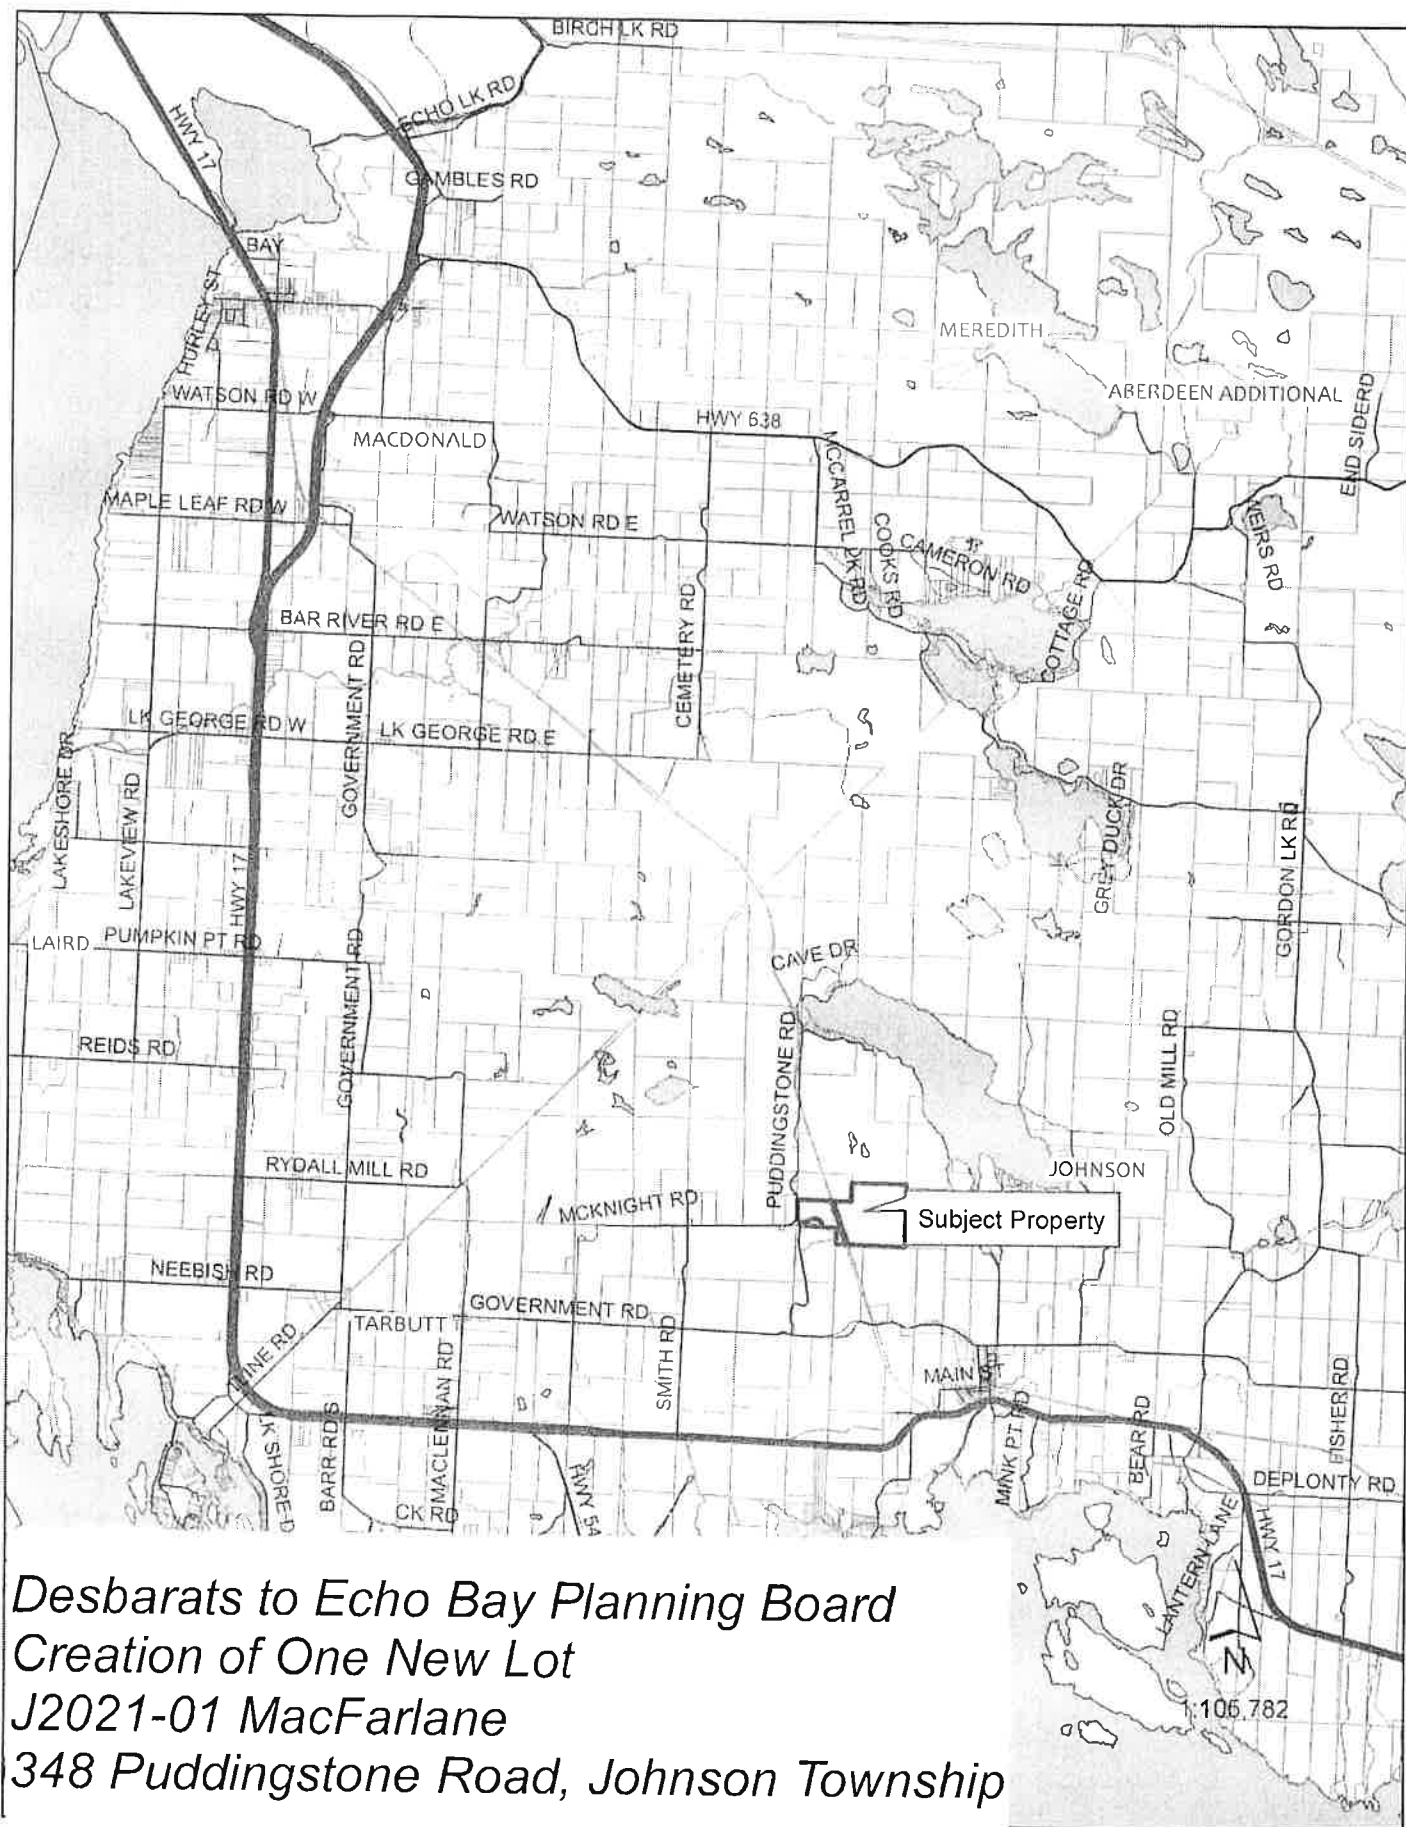 BIRCH LK RD
ECHO LK RD
HWY 17
GAMBLES RD
BAY
HURLEY ST
MEREDITH
ABERDEEN ADDITIONAL
WATSON RD W
HWY 638
MACDONALD
END SIDERD
MAPLE LEAF RD W
WATSON RD E
MCCARREL LK RD
COOKS RD
CAMERON RD
WEIRS RD
COTTAGE RD
BAR RIVER RD E
CEMETERY RD
GOVERNMENT RD
LK GEORGE RD W
LK GEORGE RD E
LAKESHORE DR
LAKEVIEW RD
GREY DUCK DR
GORDON LK RD
HWY 17
LAIRD
PUMPKIN PT RD
GOVERNMENT RD
CAVE DR
REIDS RD
PUDDINGSTONE RD
OLD MILL RD
RYDALL MILL RD
JOHNSON
MCKNIGHT RD
Subject Property
NEEBISH RD
GOVERNMENT RD
TARBUTT
LINE RD
SMITH RD
MAIN ST
FISHER RD
LK SHORE D
BARR RD S
MACLENNAN RD
MINK PT RD
BEAR RD
DEPLONTY RD
CK RD
HWY 54
LANTERN LANE
HWY 17
N
1:106,782
Desbarats to Echo Bay Planning Board
Creation of One New Lot
J2021-01 MacFarlane
348 Puddingstone Road, Johnson Township